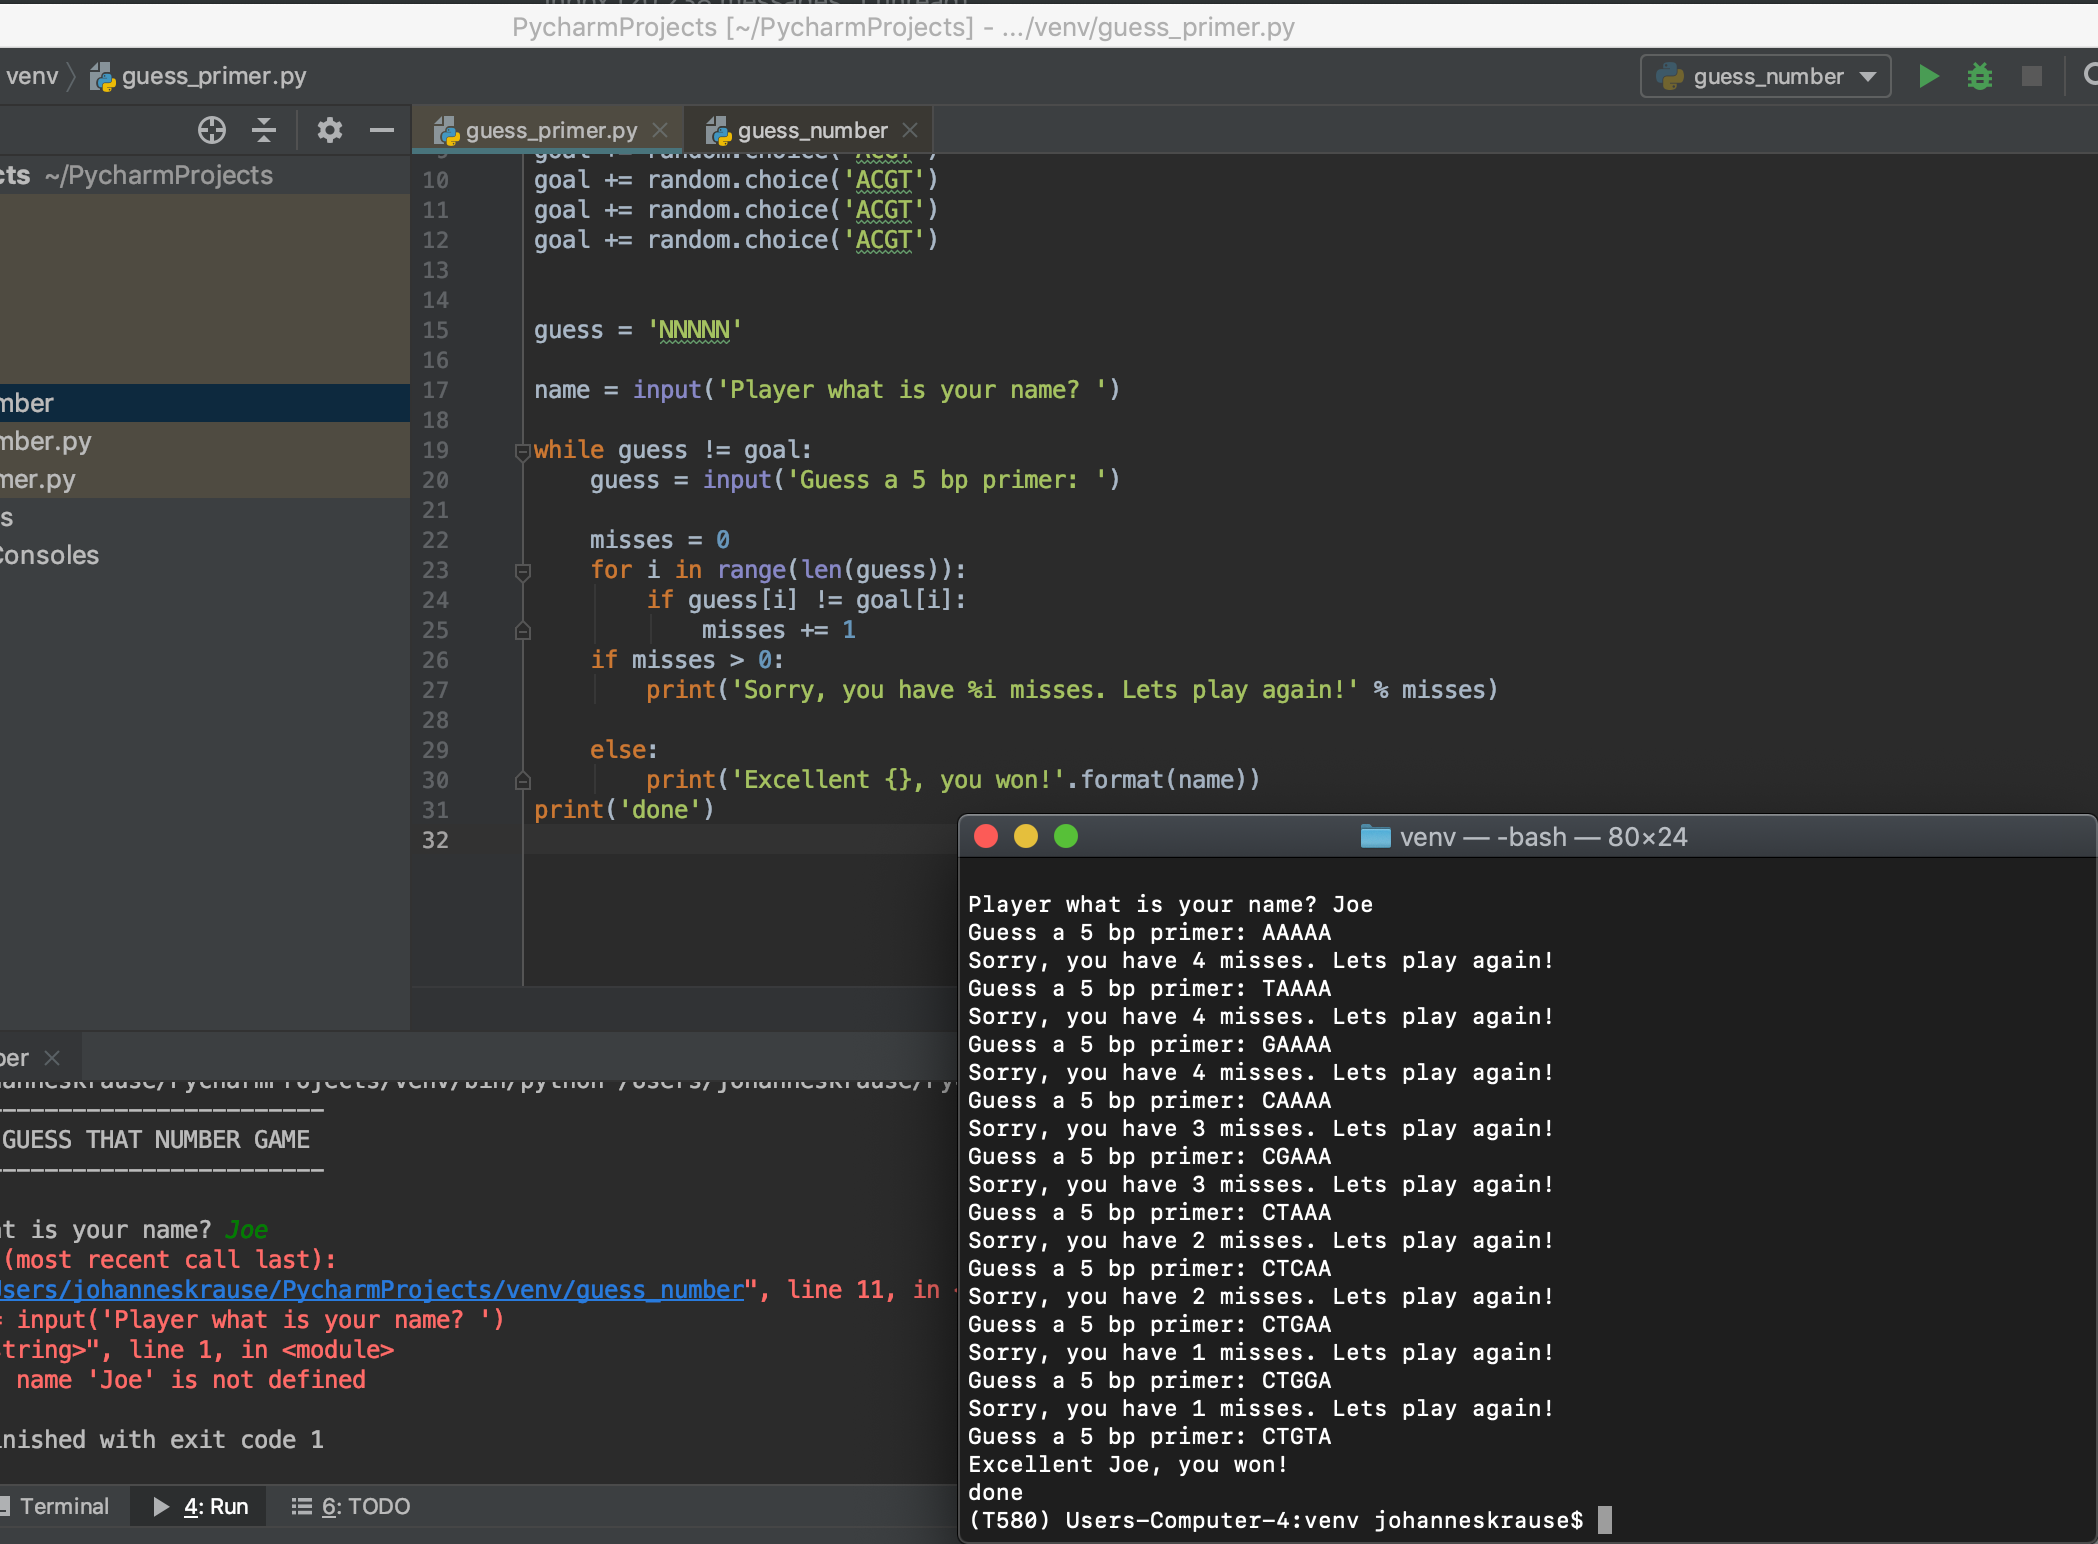 PycharmProjects [~/PycharmProjects] - .../venv/guess_primer.py
venv guess_primer.py
guess_number
guess_primer.py guess_number
cts ~/PycharmProjects
mber
mber.py
mer.py
s
Consoles
9 goal += random.choice('ACGT')
10 goal += random.choice('ACGT')
11 goal += random.choice('ACGT')
12 goal += random.choice('ACGT')
13
14
15 guess = 'NNNNN'
16
17 name = input('Player what is your name? ')
18
19 while guess != goal:
20 guess = input('Guess a 5 bp primer: ')
21
22 misses = 0
23 for i in range(len(guess)):
24 if guess[i] != goal[i]:
25 misses += 1
26 if misses > 0:
27 print('Sorry, you have %i misses. Lets play again!' % misses)
28
29 else:
30 print('Excellent {}, you won!'.format(name))
31 print('done')
32
ber
anneskrause/PycharmProjects/venv/bin/python /Users/johanneskrause/Py
------------------------
GUESS THAT NUMBER GAME
------------------------
at is your name? Joe
(most recent call last):
sers/johanneskrause/PycharmProjects/venv/guess_number", line 11, in <
= input('Player what is your name? ')
string>", line 1, in <module>
name 'Joe' is not defined
inished with exit code 1
Terminal 4: Run 6: TODO
venv — -bash — 80×24
Player what is your name? Joe
Guess a 5 bp primer: AAAAA
Sorry, you have 4 misses. Lets play again!
Guess a 5 bp primer: TAAAA
Sorry, you have 4 misses. Lets play again!
Guess a 5 bp primer: GAAAA
Sorry, you have 4 misses. Lets play again!
Guess a 5 bp primer: CAAAA
Sorry, you have 3 misses. Lets play again!
Guess a 5 bp primer: CGAAA
Sorry, you have 3 misses. Lets play again!
Guess a 5 bp primer: CTAAA
Sorry, you have 2 misses. Lets play again!
Guess a 5 bp primer: CTCAA
Sorry, you have 2 misses. Lets play again!
Guess a 5 bp primer: CTGAA
Sorry, you have 1 misses. Lets play again!
Guess a 5 bp primer: CTGGA
Sorry, you have 1 misses. Lets play again!
Guess a 5 bp primer: CTGTA
Excellent Joe, you won!
done
(T580) Users-Computer-4:venv johanneskrause$